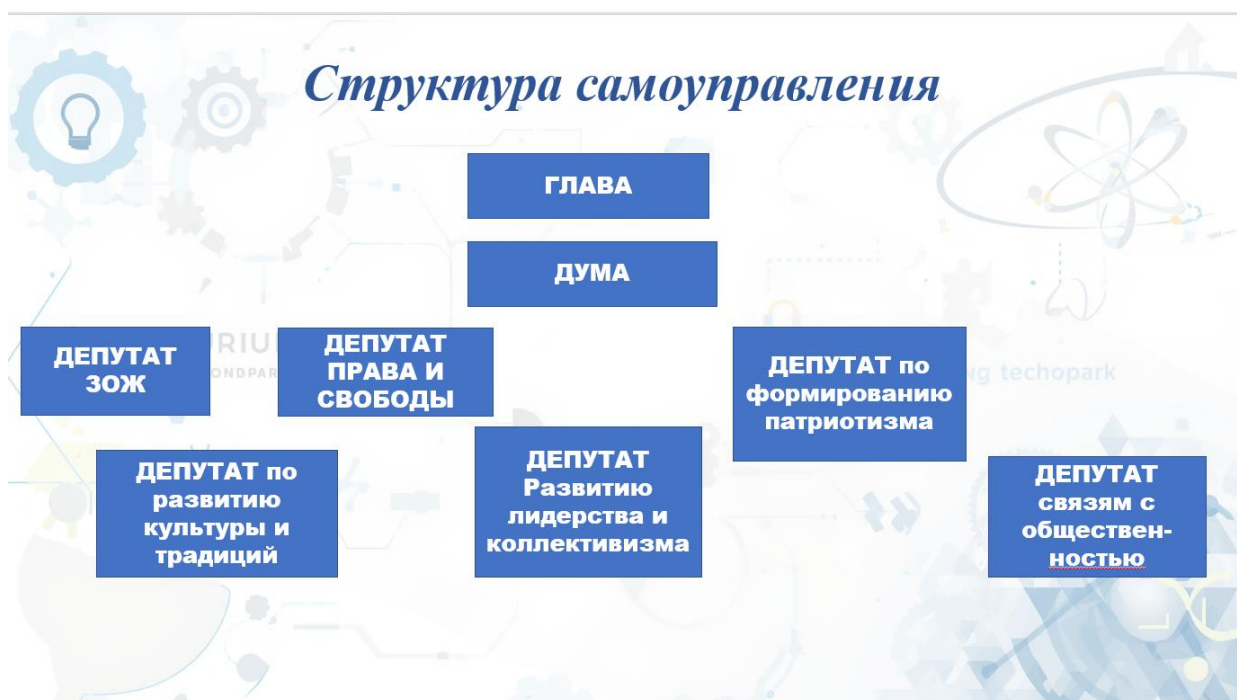 Структура самоуправления
ГЛАВА
ДУМА
ДЕПУТАТ
ЗОЖ
ДЕПУТАТ
ПРАВА И
СВОБОДЫ
ДЕПУТАТ по
формированию
патриотизма
ДЕПУТАТ по
развитию
культуры и
традиций
ДЕПУТАТ
Развитию
лидерства и
коллективизма
ДЕПУТАТ
связям с
обществен-
ностью
techopark